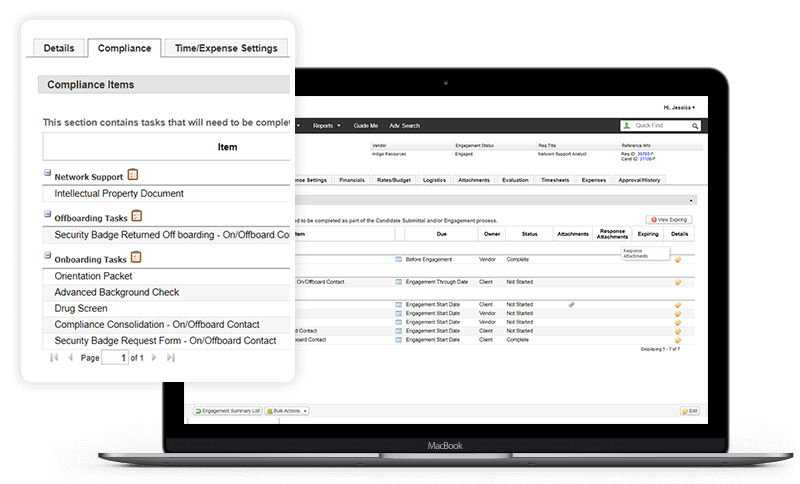 Details Compliance Time/Expense Settings
Compliance Items
This section contains tasks that will need to be complet
Item
Network Support
Intellectual Property Document
Offboarding Tasks
Security Badge Returned Off boarding - On/Offboard Co
Onboarding Tasks
Orientation Packet
Advanced Background Check
Drug Screen
Compliance Consolidation - On/Offboard Contact
Security Badge Request Form - On/Offboard Contact
Page 1 of 1
Hi, Jessica
Reports Guide Me Adv. Search Quick Find
Vendor Engagement Status Req Title Reference Info
Indigo Resources Engaged Network Support Analyst Req ID:
Cand ID:
nse Settings Financials Rates/Budget Logistics Attachments Evaluation Timesheets Expenses Approval/History
ed to be completed as part of the Candidate Submittal and/or Engagement process. View Expiring
Item Due Owner Status Attachments Response Attachments Expiring Details
Response
Attachments
Before Engagement Vendor Complete
On/Offboard Contact Engagement Through Date Client Not Started
Engagement Start Date Client Not Started
Engagement Start Date Vendor Not Started
Engagement Start Date Vendor Not Started
ard Contact Engagement Start Date Client Not Started
board Contact Engagement Start Date Client Complete
Displaying 1 - 7 of 7
Engagement Summary List Bulk Actions Edit
MacBook